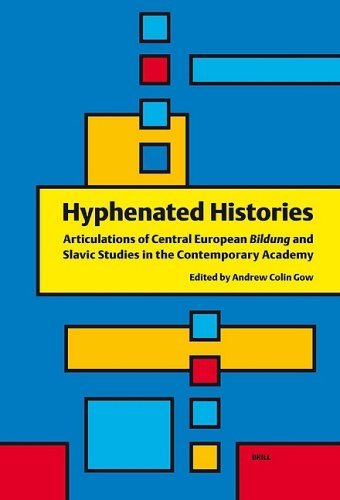 Hyphenated Histories
Articulations of Central European Bildung and
Slavic Studies in the Contemporary Academy
Edited by Andrew Colin Gow
BRILL